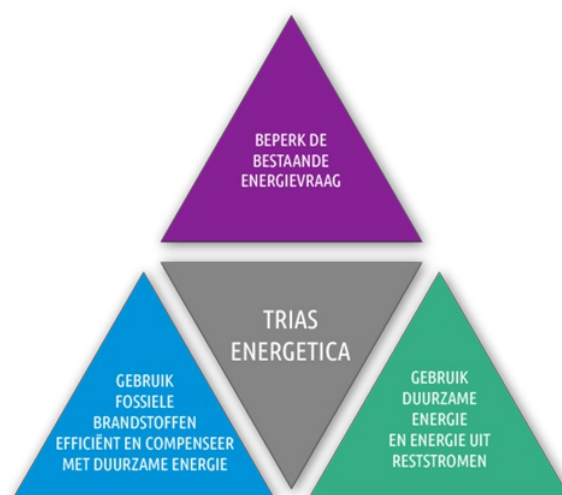 BEPERK DE
BESTAANDE
ENERGIEVRAAG
TRIAS
ENERGETICA
GEBRUIK
FOSSIELE
BRANDSTOFFEN
EFFICIËNT EN COMPENSEER
MET DUURZAME ENERGIE
GEBRUIK
DUURZAME
ENERGIE
EN ENERGIE UIT
RESTSTROMEN